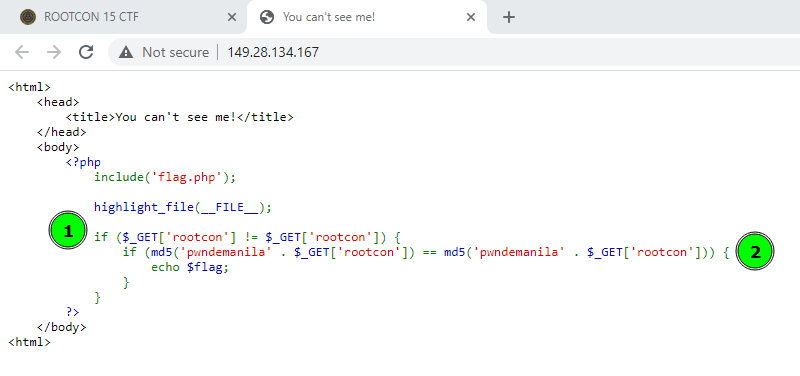 ROOTCON 15 CTF
You can't see me!
Not secure
149.28.134.167
<html>
<head>
<title>You can't see me!</title>
</head>
<body>
<?php
include('flag.php');
highlight_file(__FILE__);
1
if ($_GET['rootcon'] != $_GET['rootcon']) {
if (md5('pwndemanila' . $_GET['rootcon']) == md5('pwndemanila' . $_GET['rootcon'])) {
2
echo $flag;
}
}
?>
</body>
<html>